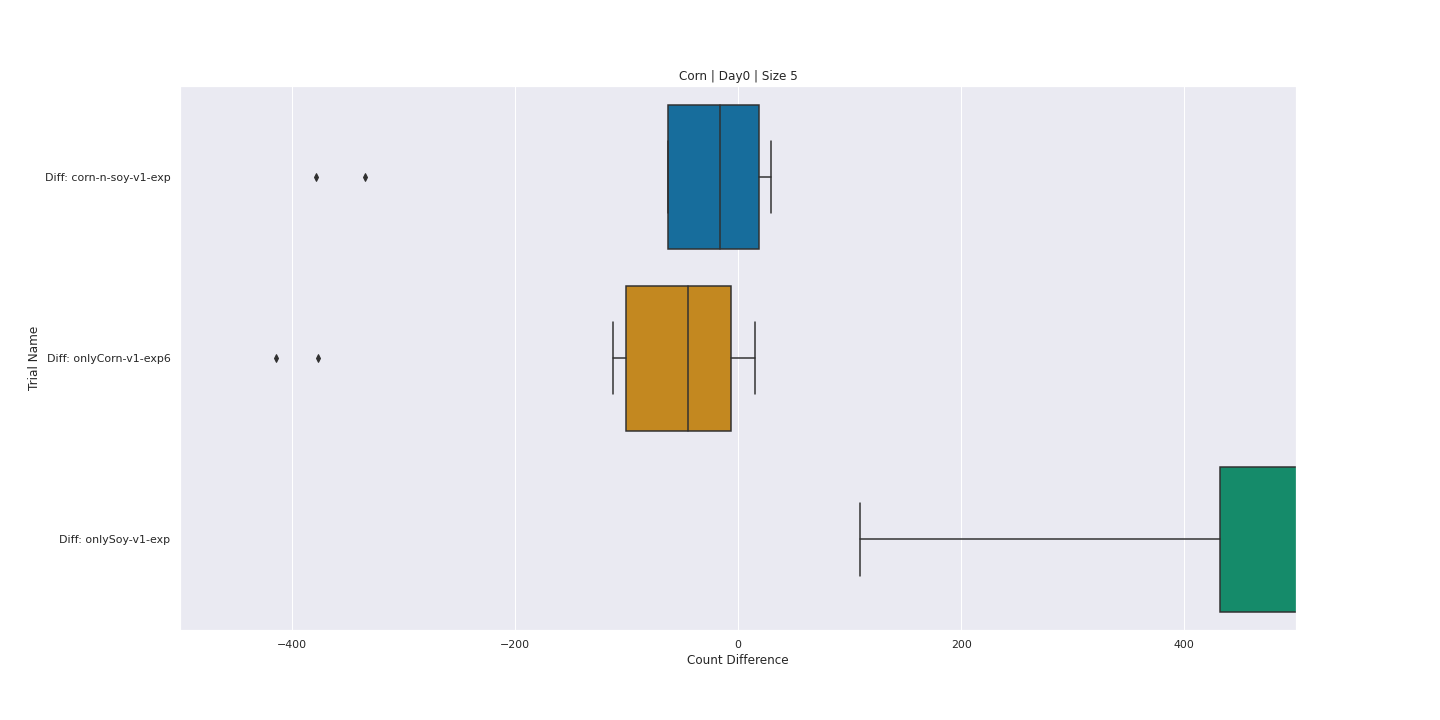 Corn | Day0 | Size 5
Diff: corn-n-soy-v1-exp
Diff: onlyCorn-v1-exp6
Diff: onlySoy-v1-exp
Trial Name
−400
−200
0
200
400
Count Difference